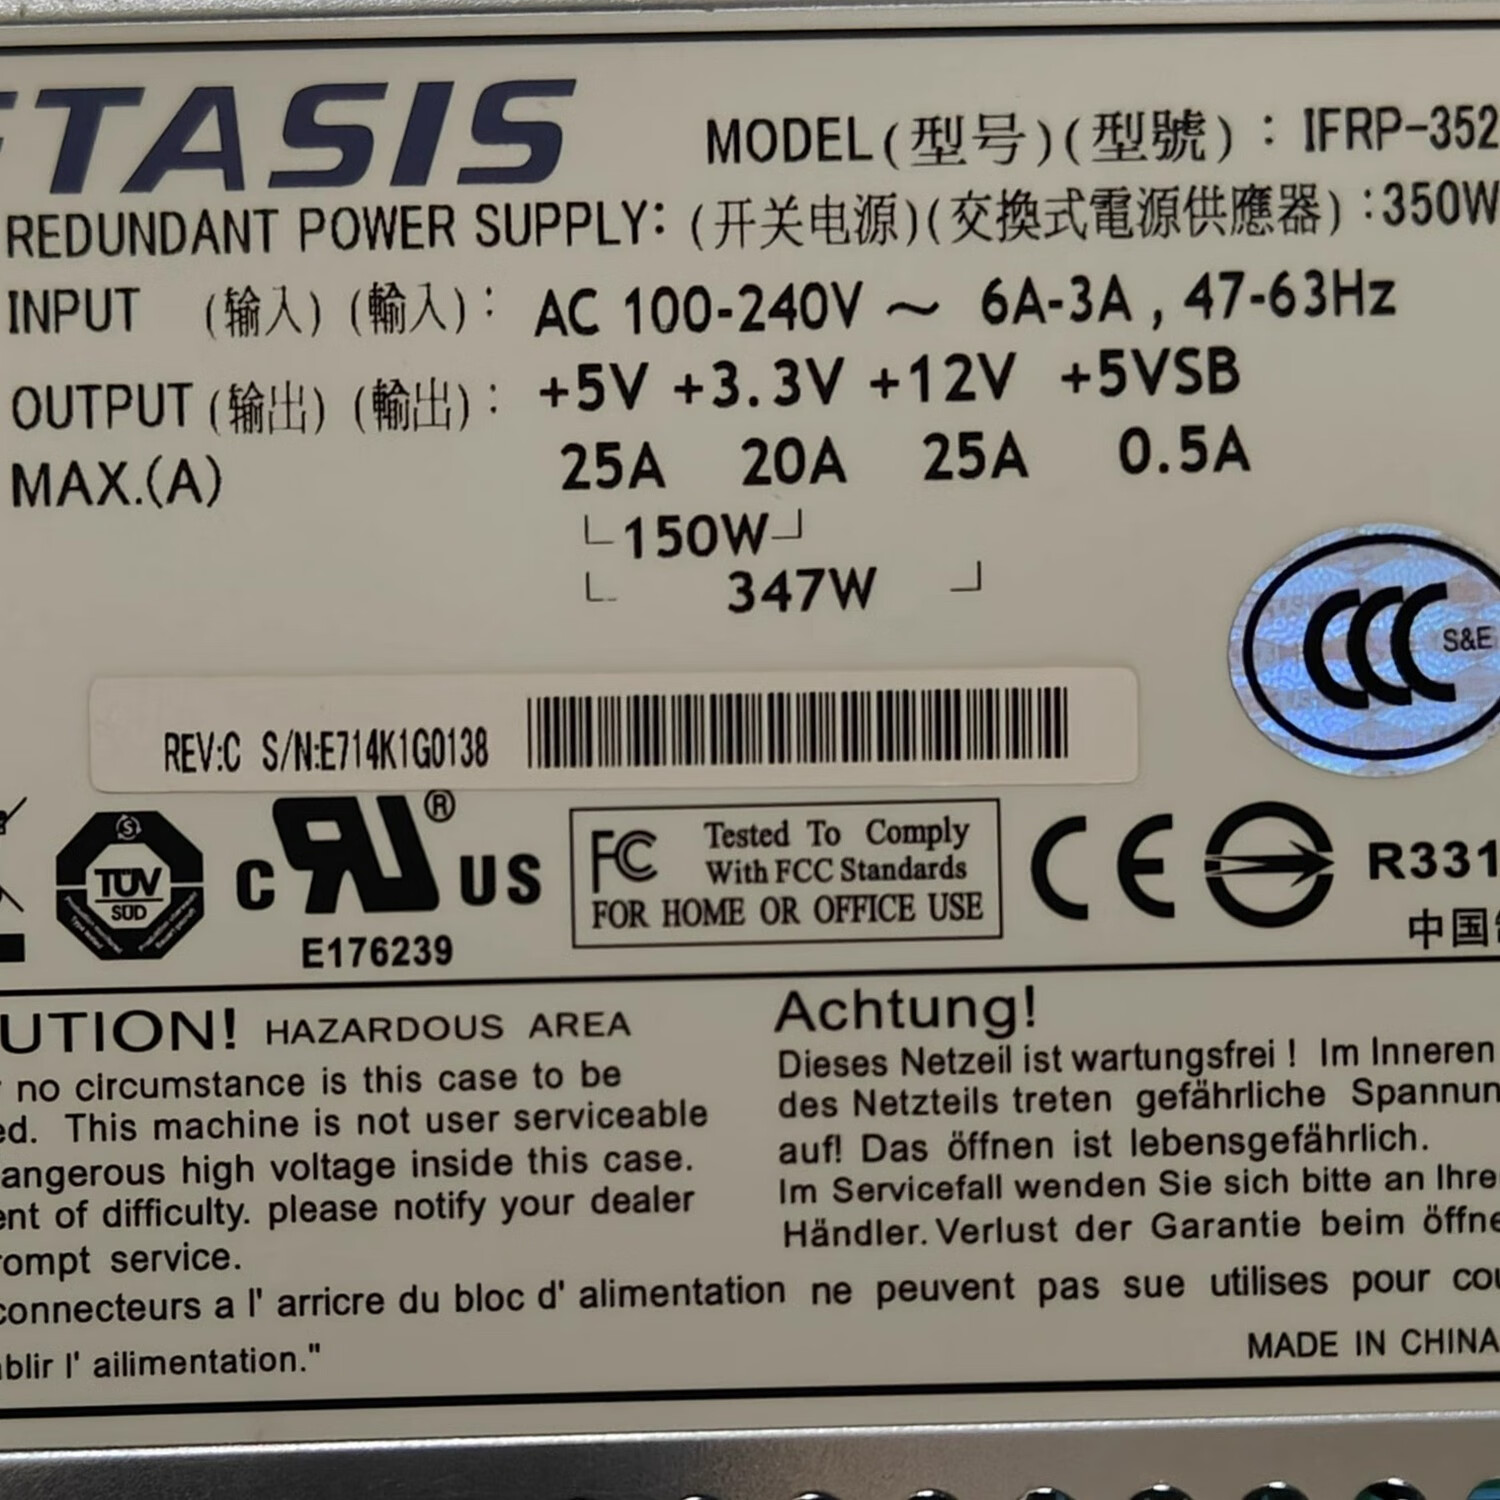 ETASIS
MODEL(型号)(型號): IFRP-352
REDUNDANT POWER SUPPLY: (开关电源)(交換式電源供應器):350W
INPUT (输入)(輸入): AC 100-240V ~ 6A-3A, 47-63Hz
OUTPUT (输出)(輸出): +5V +3.3V +12V +5VSB
MAX.(A) 25A 20A 25A 0.5A
150W
347W
CCC S&E
REV:C S/N:E714K1G0138
TÜV
SÜD
C RU® US
E176239
FC Tested To Comply
With FCC Standards
FOR HOME OR OFFICE USE
CE
R331
中国
UTION! HAZARDOUS AREA
no circumstance is this case to be
ed. This machine is not user serviceable
angerous high voltage inside this case.
ent of difficulty. please notify your dealer
rompt service.
Achtung!
Dieses Netzeil ist wartungsfrei ! Im Inneren
des Netzteils treten gefährliche Spannun
auf! Das öffnen ist lebensgefährlich.
Im Servicefall wenden Sie sich bitte an Ihre
Händler. Verlust der Garantie beim öffne
connecteurs a l' arricre du bloc d' alimentation ne peuvent pas sue utilises pour cou
blir l' ailimentation."
MADE IN CHINA